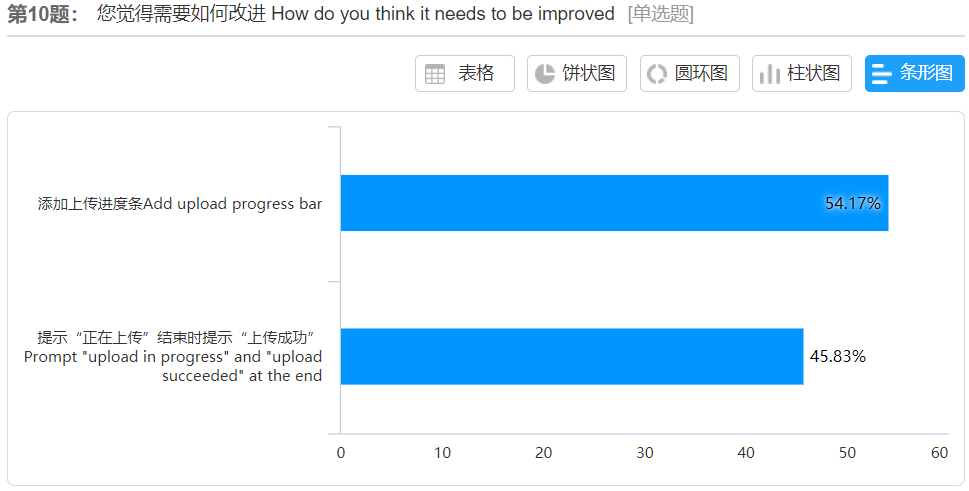 第10题： 您觉得需要如何改进 How do you think it needs to be improved [单选题]
表格 饼状图 圆环图 柱状图 条形图
添加上传进度条Add upload progress bar
54.17%
提示“正在上传”结束时提示“上传成功”
Prompt "upload in progress" and "upload
succeeded" at the end
45.83%
0 10 20 30 40 50 60